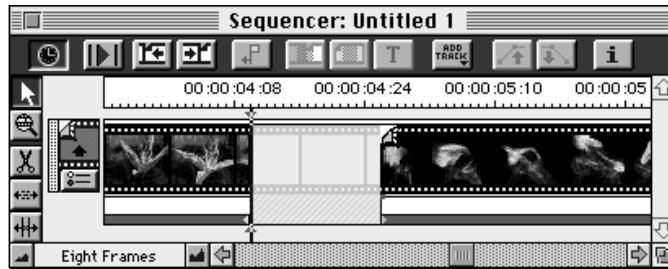 Sequencer: Untitled 1
T
ADD TRACK
i
00:00:04:08 00:00:04:24 00:00:05:10 00:00:05
Eight Frames